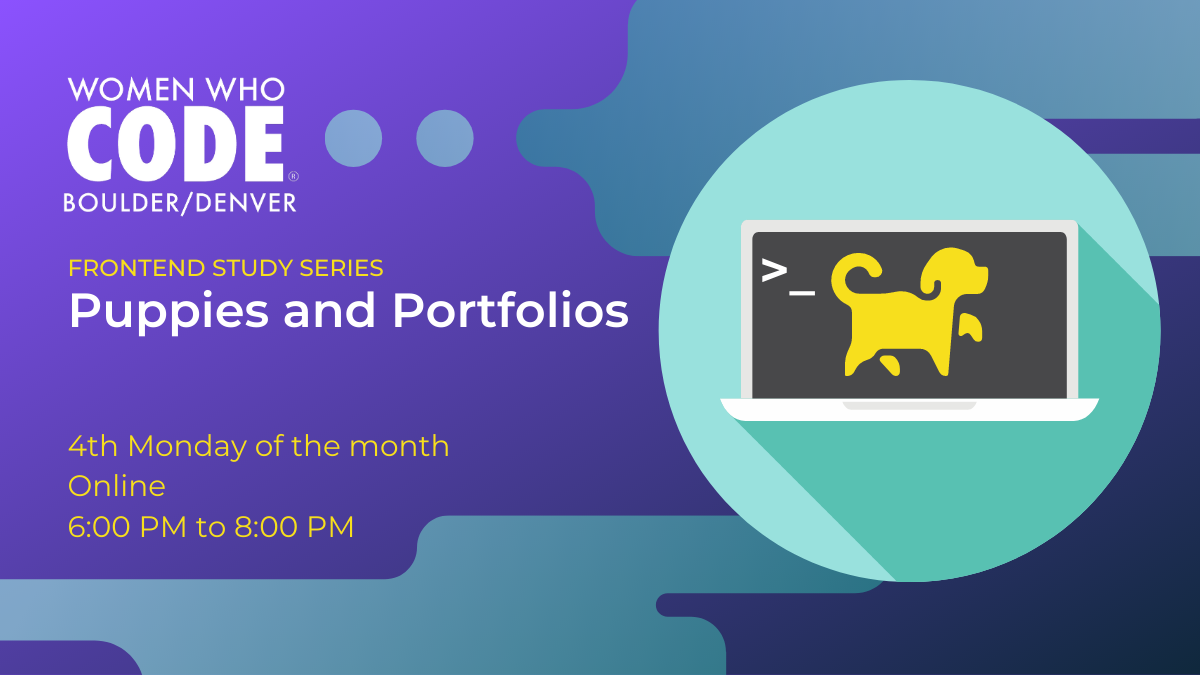 WOMEN WHO
CODE®
BOULDER/DENVER
FRONTEND STUDY SERIES
Puppies and Portfolios
4th Monday of the month
Online
6:00 PM to 8:00 PM
>_